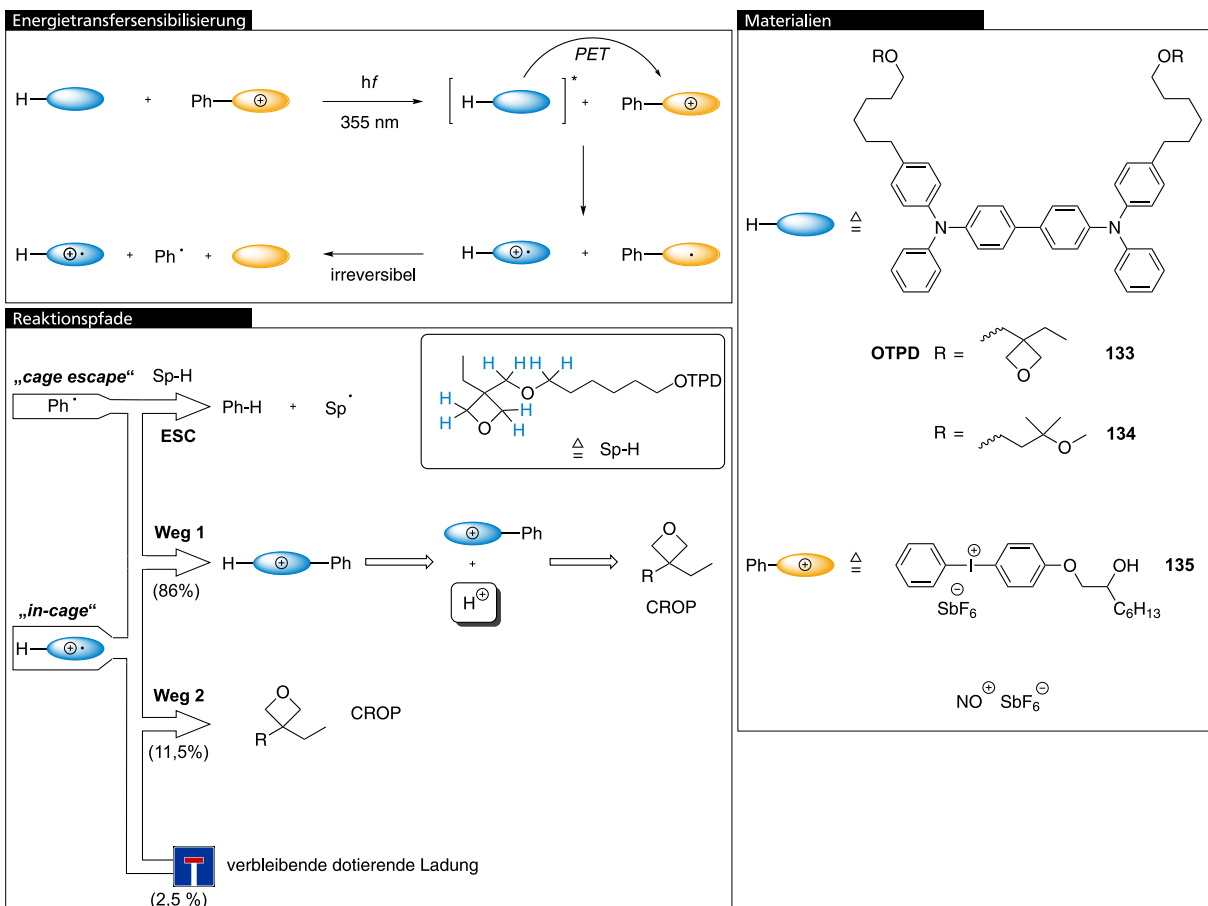 Energietransfersensibilisierung
H Ph ⊕ hf 355 nm H * PET Ph ⊕
H ⊕· + Ph· + irreversibel H ⊕· + Ph ·
Reaktionspfade
„cage escape“ Sp-H
Ph· Ph-H + Sp·
ESC
H H H H
O OTPD
H H O H H
≙ Sp-H
Weg 1
H ⊕ Ph
(86%)
⊕ Ph
+
H⊕
O
R
CROP
„in-cage“
H ⊕·
Weg 2
(11,5%)
O
R
CROP
verbleibende dotierende Ladung
(2,5 %)
Materialien
RO OR
H ≙
N N
OTPD R = O 133
R = O 134
Ph ⊕ ≙ I⊕ O OH 135
⊖
SbF6 C6H13
NO⊕ SbF6⊖